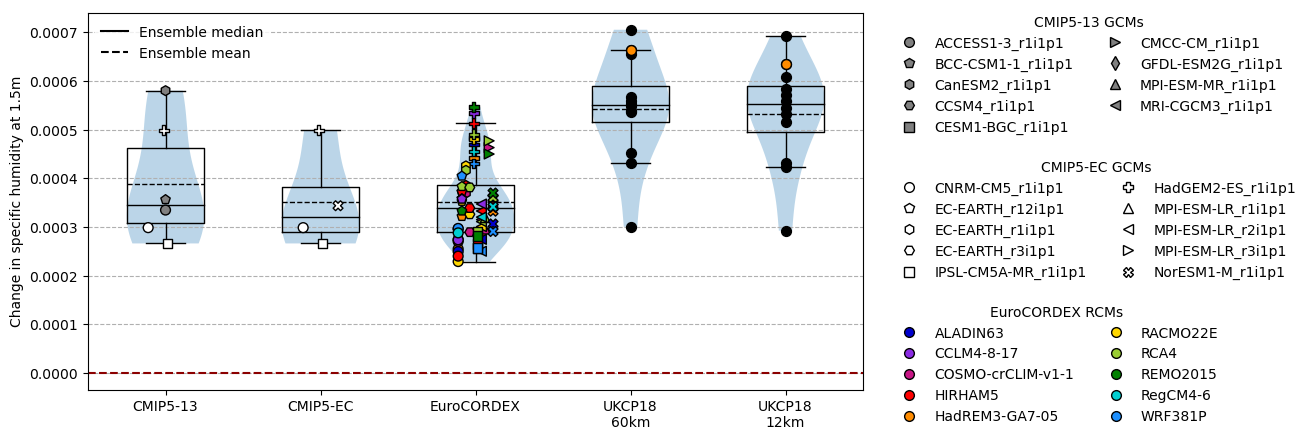 Change in specific humidity at 1.5m
0.0007
0.0006
0.0005
0.0004
0.0003
0.0002
0.0001
0.0000
Ensemble median
Ensemble mean
CMIP5-13
CMIP5-EC
EuroCORDEX
UKCP18
60km
UKCP18
12km
CMIP5-13 GCMs
ACCESS1-3_r1i1p1
BCC-CSM1-1_r1i1p1
CanESM2_r1i1p1
CCSM4_r1i1p1
CESM1-BGC_r1i1p1
CMCC-CM_r1i1p1
GFDL-ESM2G_r1i1p1
MPI-ESM-MR_r1i1p1
MRI-CGCM3_r1i1p1
CMIP5-EC GCMs
CNRM-CM5_r1i1p1
EC-EARTH_r12i1p1
EC-EARTH_r1i1p1
EC-EARTH_r3i1p1
IPSL-CM5A-MR_r1i1p1
HadGEM2-ES_r1i1p1
MPI-ESM-LR_r1i1p1
MPI-ESM-LR_r2i1p1
MPI-ESM-LR_r3i1p1
NorESM1-M_r1i1p1
EuroCORDEX RCMs
ALADIN63
CCLM4-8-17
COSMO-crCLIM-v1-1
HIRHAM5
HadREM3-GA7-05
RACMO22E
RCA4
REMO2015
RegCM4-6
WRF381P